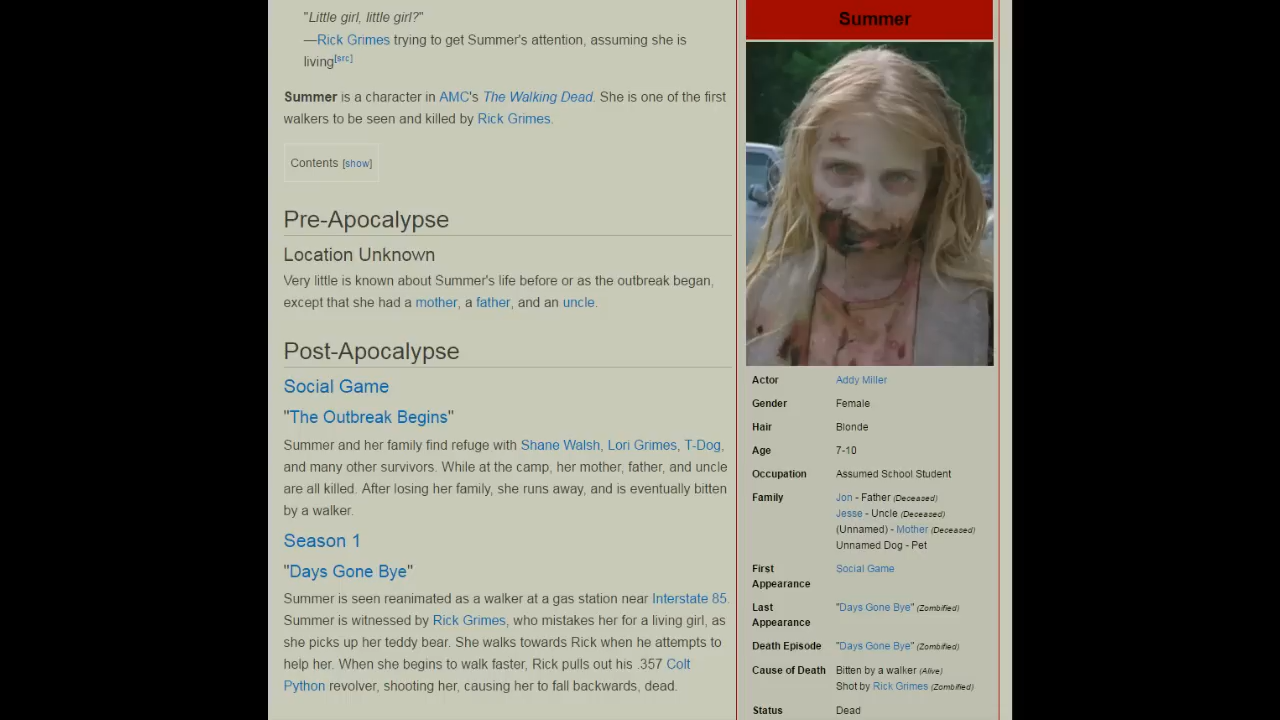 "Little girl, little girl?"
—Rick Grimes trying to get Summer's attention, assuming she is
living[src]
Summer is a character in AMC's The Walking Dead. She is one of the first
walkers to be seen and killed by Rick Grimes.
Contents [show]
Pre-Apocalypse
Location Unknown
Very little is known about Summer's life before or as the outbreak began,
except that she had a mother, a father, and an uncle.
Post-Apocalypse
Social Game
"The Outbreak Begins"
Summer and her family find refuge with Shane Walsh, Lori Grimes, T-Dog,
and many other survivors. While at the camp, her mother, father, and uncle
are all killed. After losing her family, she runs away, and is eventually bitten
by a walker.
Season 1
"Days Gone Bye"
Summer is seen reanimated as a walker at a gas station near Interstate 85.
Summer is witnessed by Rick Grimes, who mistakes her for a living girl, as
she picks up her teddy bear. She walks towards Rick when he attempts to
help her. When she begins to walk faster, Rick pulls out his .357 Colt
Python revolver, shooting her, causing her to fall backwards, dead.
Summer
Actor Addy Miller
Gender Female
Hair Blonde
Age 7-10
Occupation Assumed School Student
Family Jon - Father (Deceased)
Jesse - Uncle (Deceased)
(Unnamed) - Mother (Deceased)
Unnamed Dog - Pet
First Social Game
Appearance
Last "Days Gone Bye" (Zombified)
Appearance
Death Episode "Days Gone Bye" (Zombified)
Cause of Death Bitten by a walker (Alive)
Shot by Rick Grimes (Zombified)
Status Dead